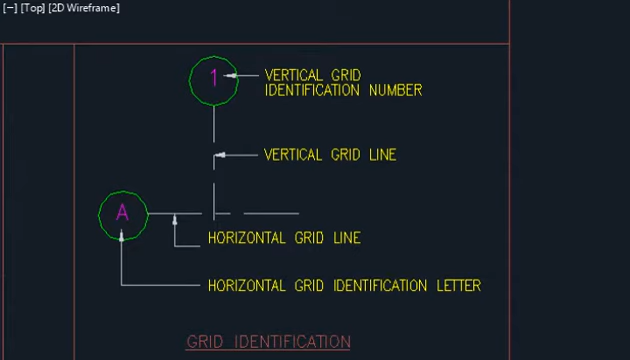 [−] [Top] [2D Wireframe]
1
VERTICAL GRID
IDENTIFICATION NUMBER
VERTICAL GRID LINE
A
HORIZONTAL GRID LINE
HORIZONTAL GRID IDENTIFICATION LETTER
GRID IDENTIFICATION